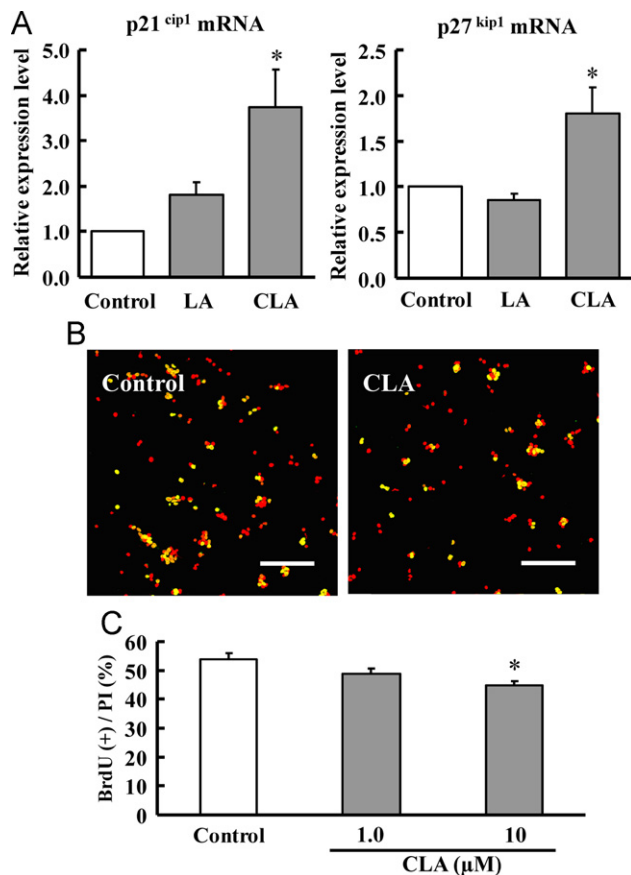 A
p21 cip1 mRNA
Relative expression level
5.0
4.0
3.0
2.0
1.0
0.0
*
Control LA CLA
p27 kip1 mRNA
Relative expression level
2.5
2.0
1.5
1.0
0.5
0.0
*
Control LA CLA
B
Control
CLA
C
BrdU (+) / PI (%)
60
50
40
30
20
10
0
*
Control 1.0 10
CLA (μM)